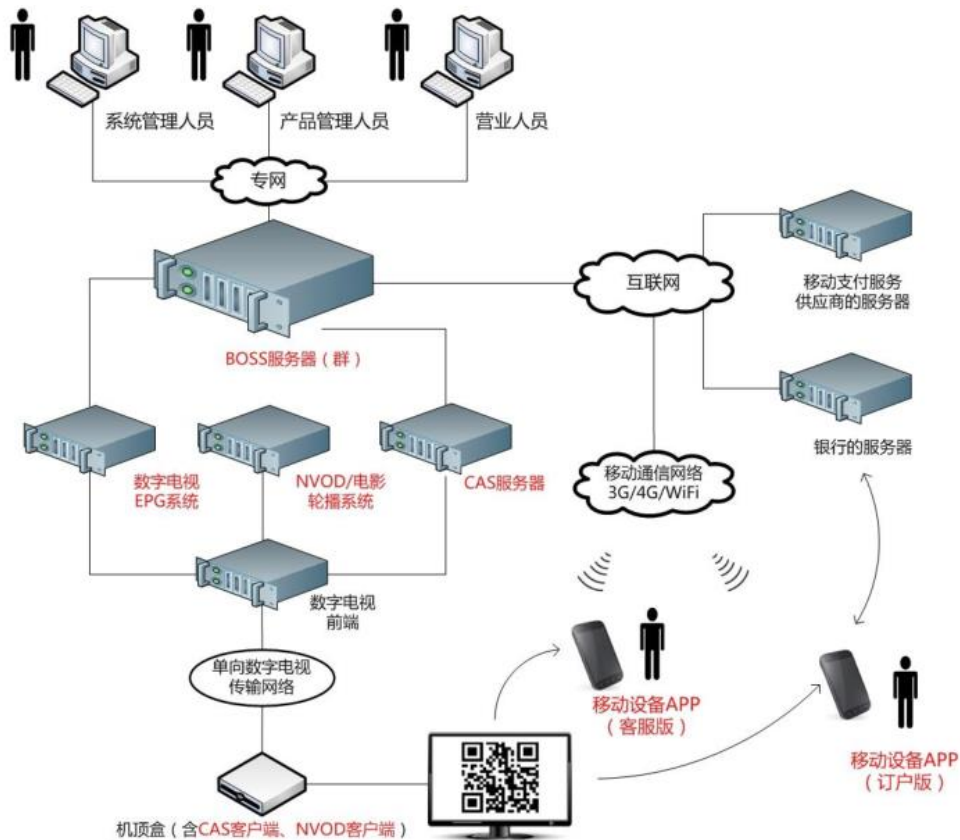 系统管理人员
产品管理人员
营业人员
专网
互联网
移动支付服务
供应商的服务器
BOSS服务器（群）
银行的服务器
数字电视
EPG系统
NVOD/电影
轮播系统
CAS服务器
移动通信网络
3G/4G/WiFi
数字电视
前端
单向数字电视
传输网络
移动设备APP
（客服版）
移动设备APP
（订户版）
机顶盒（含CAS客户端、NVOD客户端）